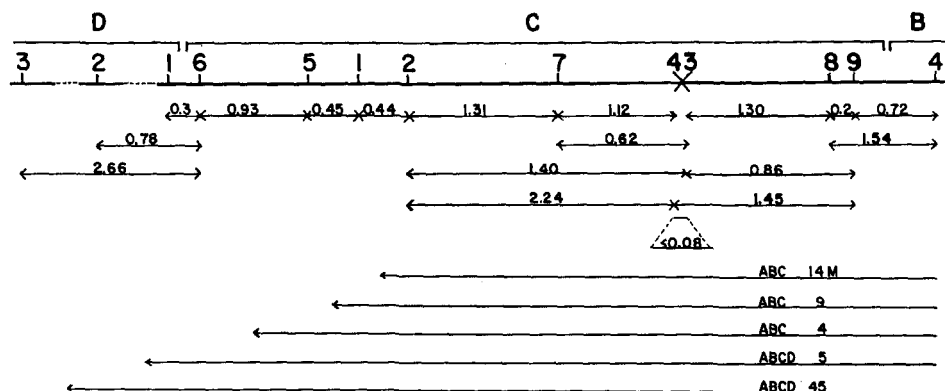 D C B
3 2 1 6 5 1 2 7 43 8 9 4
0.3 0.93 0.45 0.44 1.31 1.12 1.30 0.2 0.72
0.78 0.62 1.54
2.66 1.40 0.86
2.24 1.45
<0.08
ABC 14M
ABC 9
ABC 4
ABCD 5
ABCD 45